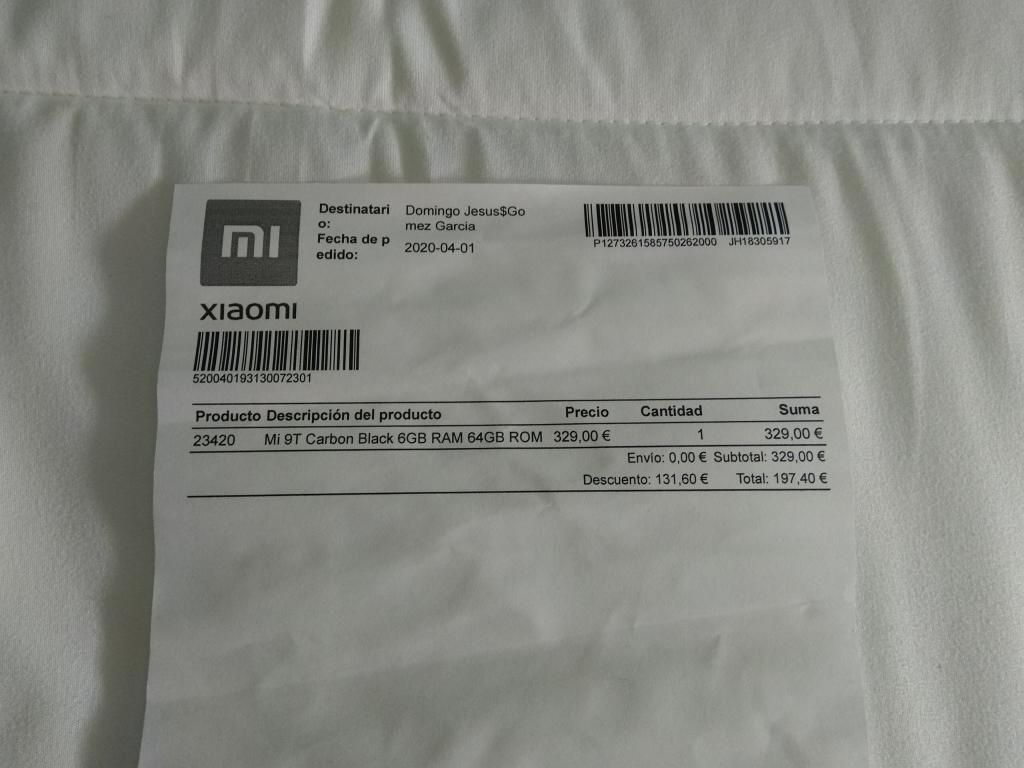 mi
xiaomi
Destinatari
o:
Domingo Jesus$Go
mez Garcia
Fecha de p
edido:
2020-04-01
P1273261585750262000 JH18305917
520040193130072301
Producto Descripción del producto Precio Cantidad Suma
23420 Mi 9T Carbon Black 6GB RAM 64GB ROM 329,00 € 1 329,00 €
Envío: 0,00 € Subtotal: 329,00 €
Descuento: 131,60 € Total: 197,40 €